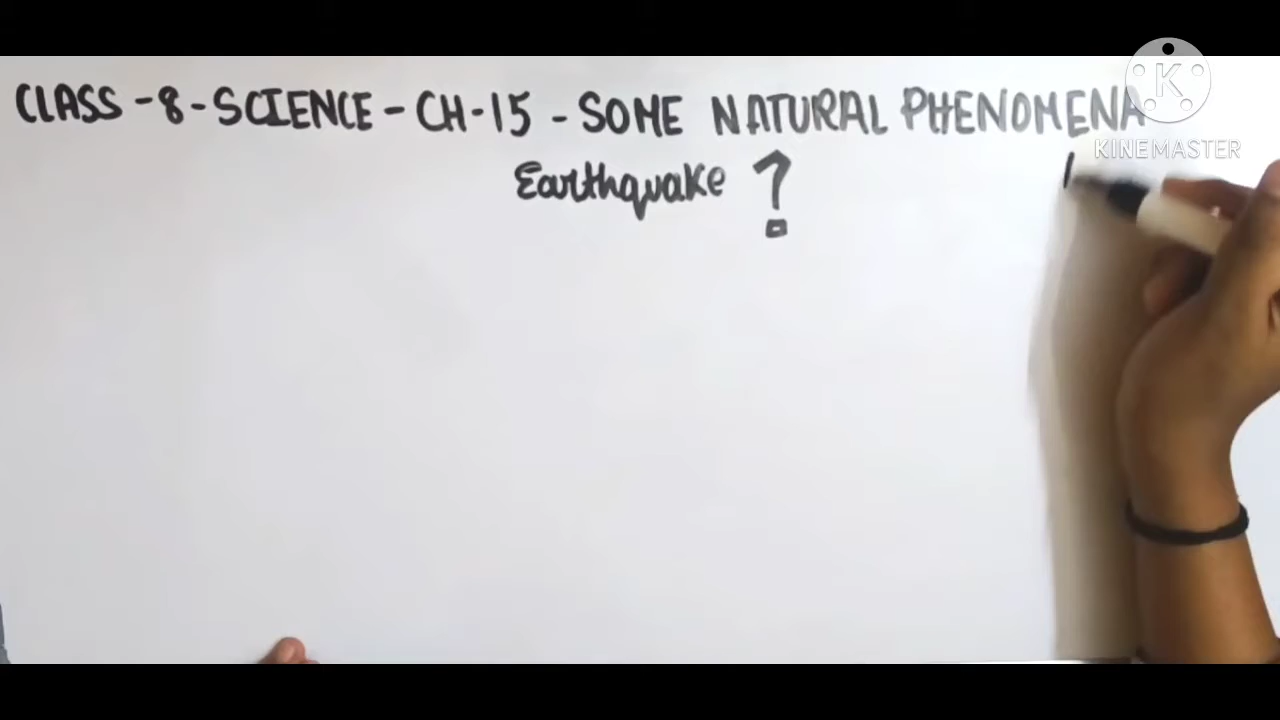 CLASS - 8 - SCIENCE - CH - 15 - SOME NATURAL PHENOMENA
K
KINEMASTER
Earthquake ?